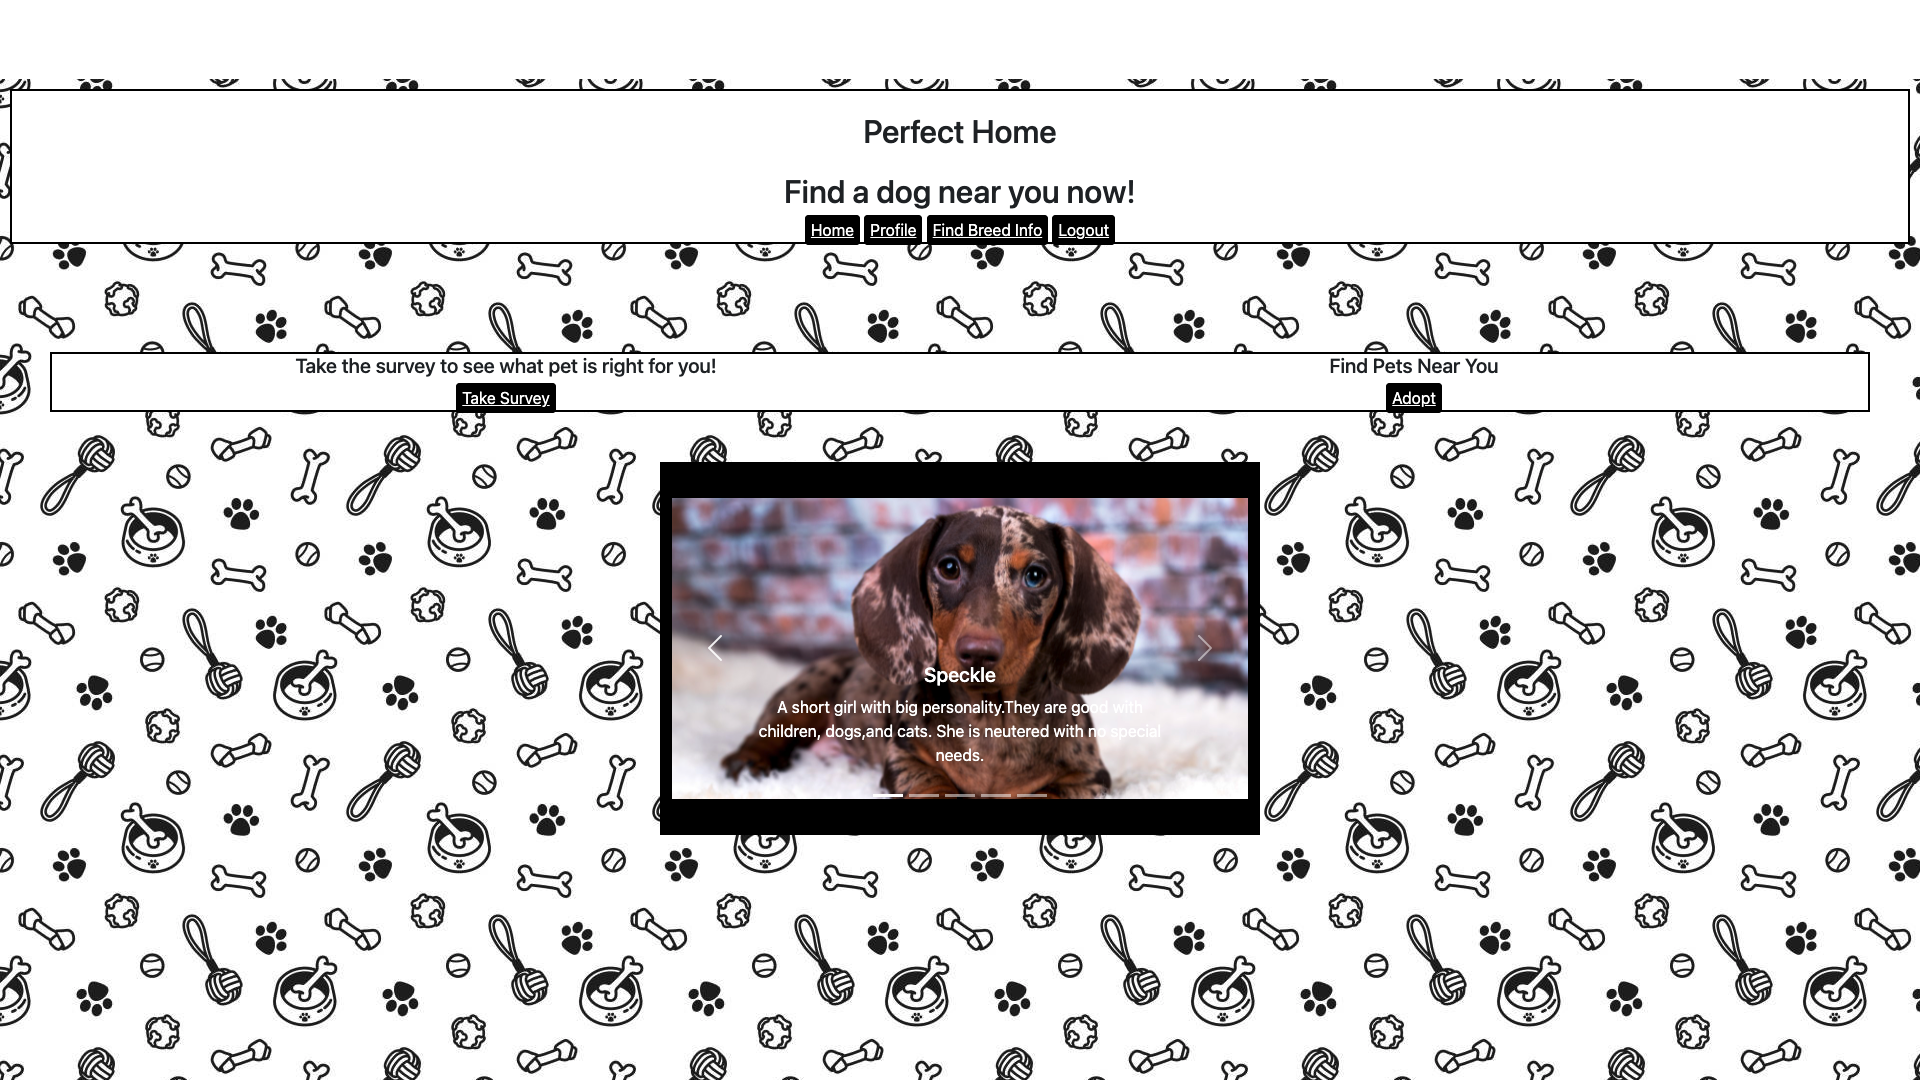 Perfect Home
Find a dog near you now!
Home Profile Find Breed Info Logout
Take the survey to see what pet is right for you!
Take Survey
Find Pets Near You
Adopt
Speckle
A short girl with big personality.They are good with
children, dogs,and cats. She is neutered with no special
needs.